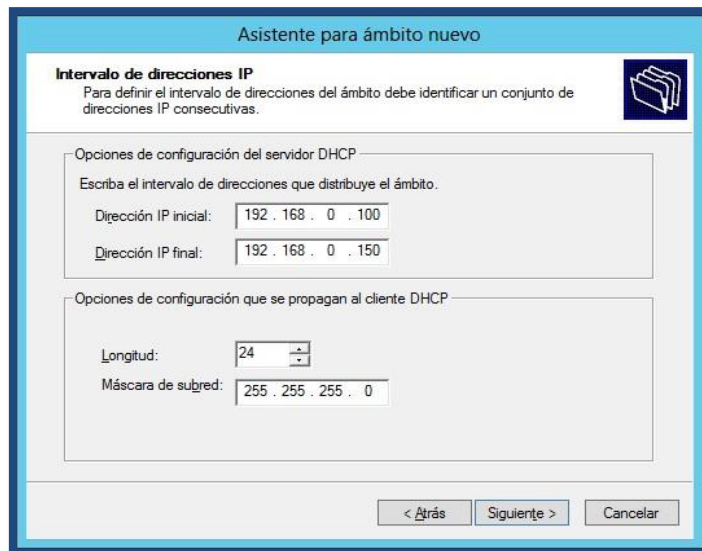 Asistente para ámbito nuevo
Intervalo de direcciones IP
Para definir el intervalo de direcciones del ámbito debe identificar un conjunto de
direcciones IP consecutivas.
Opciones de configuración del servidor DHCP
Escriba el intervalo de direcciones que distribuye el ámbito.
Dirección IP inicial: 192 . 168 . 0 . 100
Dirección IP final: 192 . 168 . 0 . 150
Opciones de configuración que se propagan al cliente DHCP
Longitud: 24
Máscara de subred: 255 . 255 . 255 . 0
< Atrás Siguiente > Cancelar